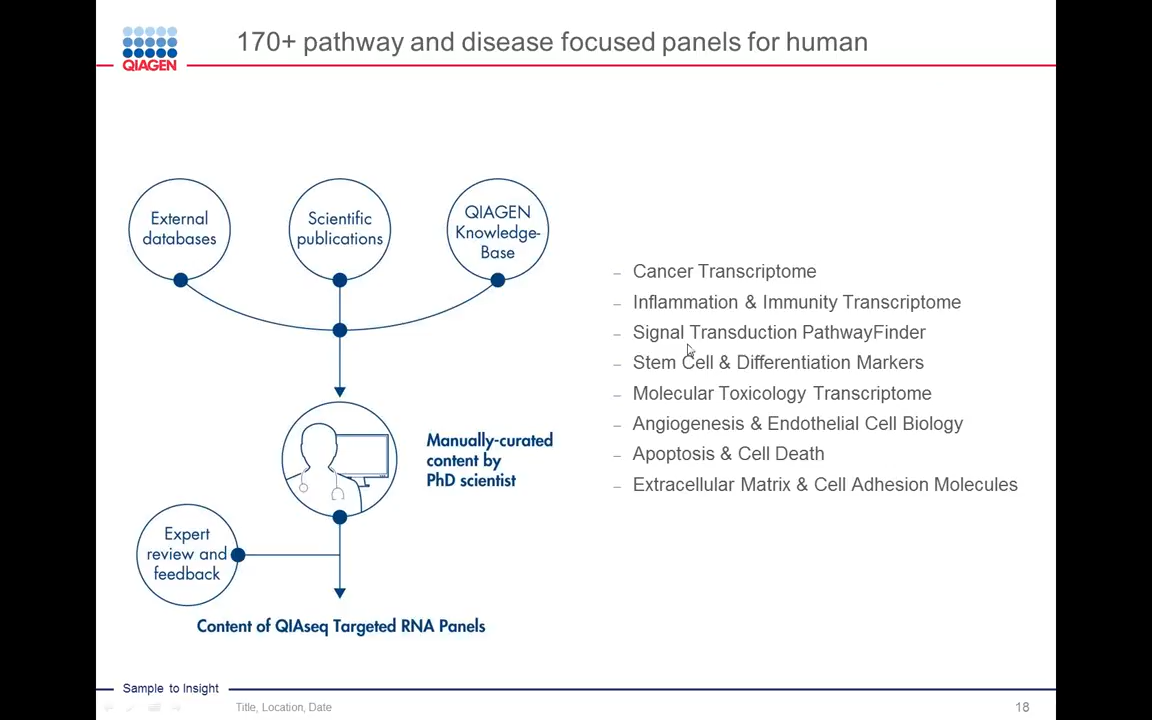 QIAGEN
170+ pathway and disease focused panels for human
External
databases
Scientific
publications
QIAGEN
Knowledge-
Base
Manually-curated
content by
PhD scientist
Expert
review and
feedback
Content of QIAseq Targeted RNA Panels
– Cancer Transcriptome
– Inflammation & Immunity Transcriptome
– Signal Transduction PathwayFinder
– Stem Cell & Differentiation Markers
– Molecular Toxicology Transcriptome
– Angiogenesis & Endothelial Cell Biology
– Apoptosis & Cell Death
– Extracellular Matrix & Cell Adhesion Molecules
Sample to Insight
Title, Location, Date
18